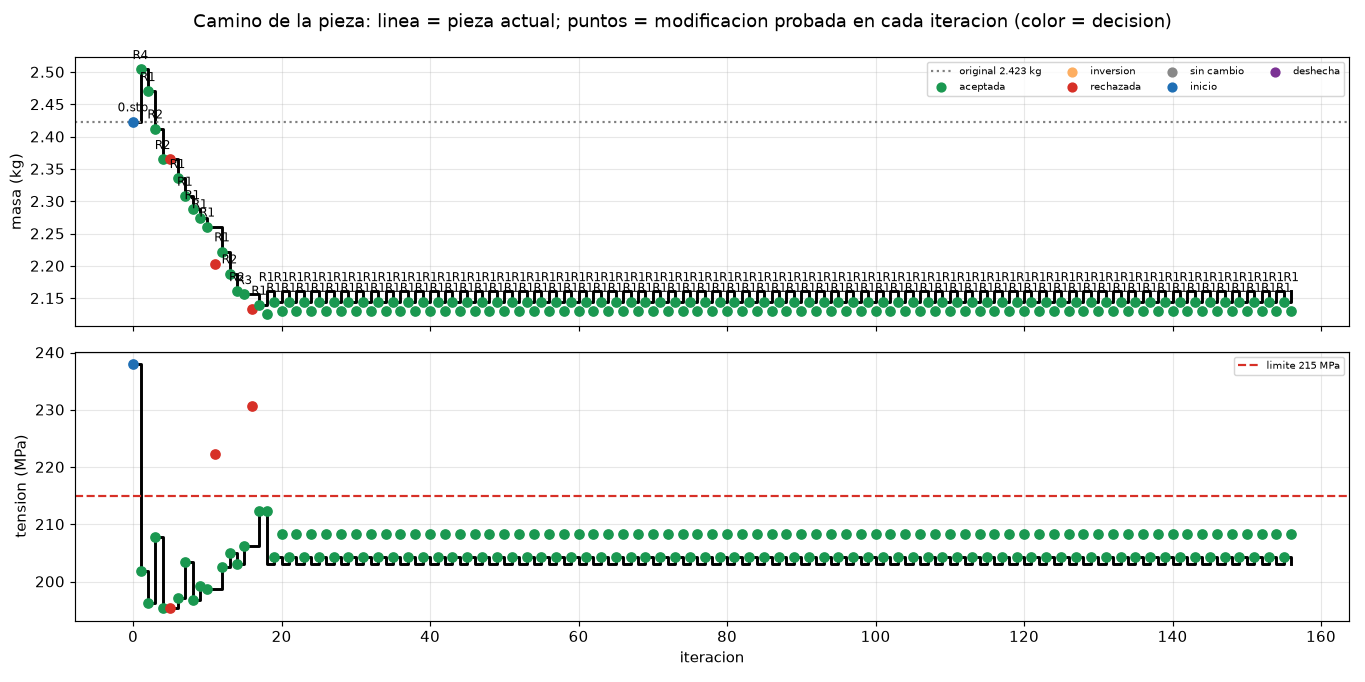 Camino de la pieza: linea = pieza actual; puntos = modificacion probada en cada iteracion (color = decision)
original 2.423 kg
aceptada
inversion
rechazada
sin cambio
inicio
deshecha
masa (kg)
2.50
2.45
2.40
2.35
2.30
2.25
2.20
2.15
R4
R1
0.sto
R2
R2
R1
R1
R1
R1
R1
R1
R2
R3
R1
R1R1R1R1R1R1R1R1R1R1R1R1R1R1R1R1R1R1R1R1R1R1R1R1R1R1R1R1R1R1R1R1R1R1R1R1R1R1R1R1R1R1R1R1R1R1R1R1R1R1R1R1R1R1R1R1R1R1R1R1R1R1R1R1R1R1R1R1R1R1
R1R1R1R1R1R1R1R1R1R1R1R1R1R1R1R1R1R1R1R1R1R1R1R1R1R1R1R1R1R1R1R1R1R1R1R1R1R1R1R1R1R1R1R1R1R1R1R1R1R1R1R1R1R1R1R1R1R1R1R1R1R1R1R1R1R1R1R1R1
limite 215 MPa
tension (MPa)
240
230
220
210
200
0 20 40 60 80 100 120 140 160
iteracion